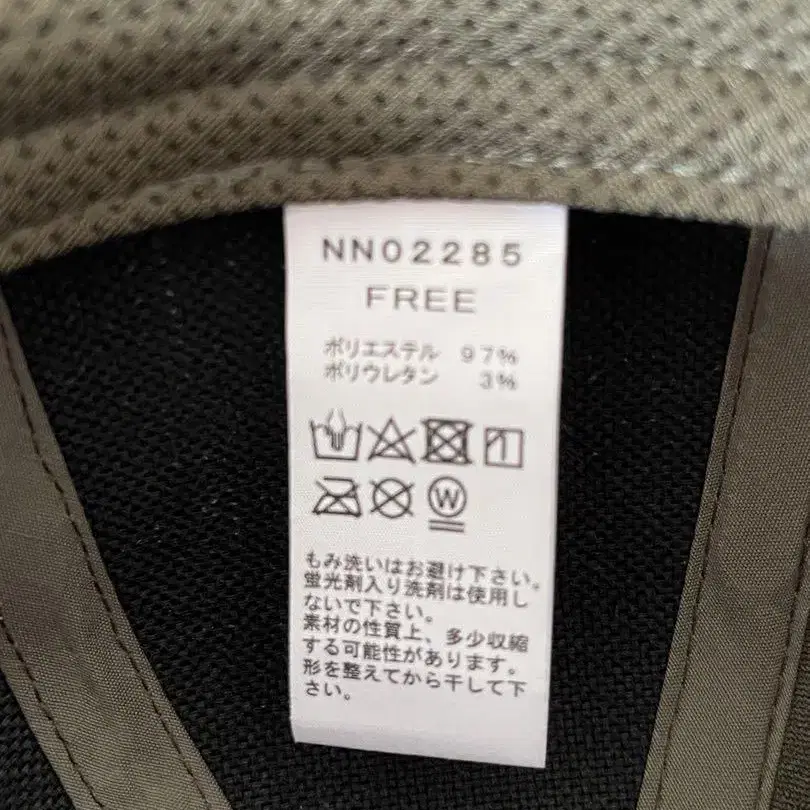 NN02285
FREE
ポリエステル 97%
ポリウレタン 3%
W
もみ洗いはお避け下さい。
蛍光剤入り洗剤は使用し
ないで下さい。
素材の性質上、多少収縮
する可能性があります。
形を整えてから干して下
さい。